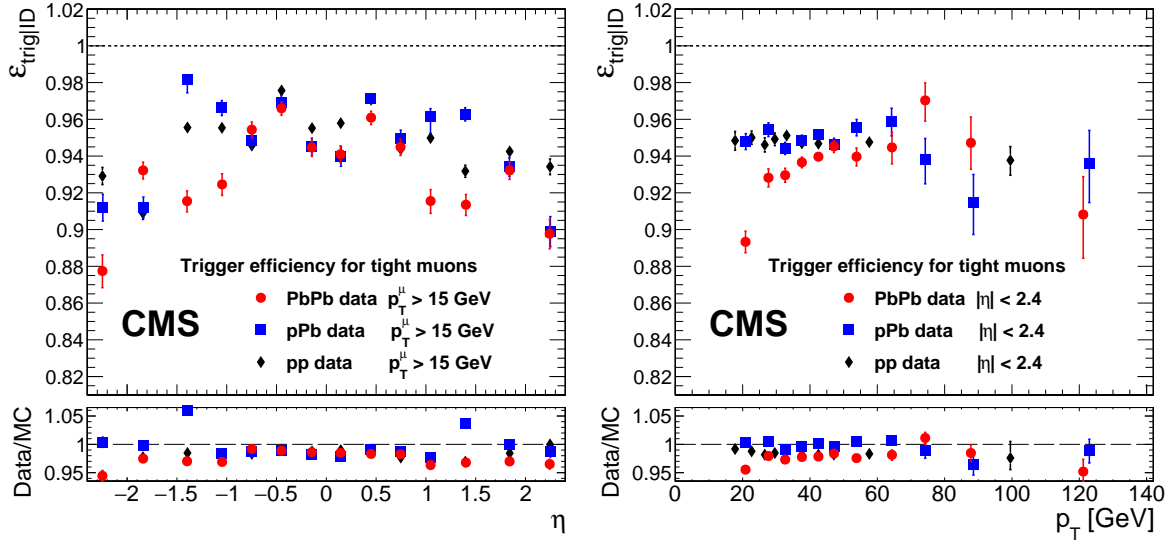 ε_trig|ID
1.02
1
0.98
0.96
0.94
0.92
0.9
0.88
0.86
0.84
0.82
Trigger efficiency for tight muons
CMS
PbPb data p_T^μ > 15 GeV
pPb data p_T^μ > 15 GeV
pp data p_T^μ > 15 GeV
Data/MC
1.05
1
0.95
−2 −1.5 −1 −0.5 0 0.5 1 1.5 2
η
ε_trig|ID
1.02
1
0.98
0.96
0.94
0.92
0.9
0.88
0.86
0.84
0.82
Trigger efficiency for tight muons
CMS
PbPb data |η| < 2.4
pPb data |η| < 2.4
pp data |η| < 2.4
Data/MC
1.05
1
0.95
0 20 40 60 80 100 120 140
p_T [GeV]